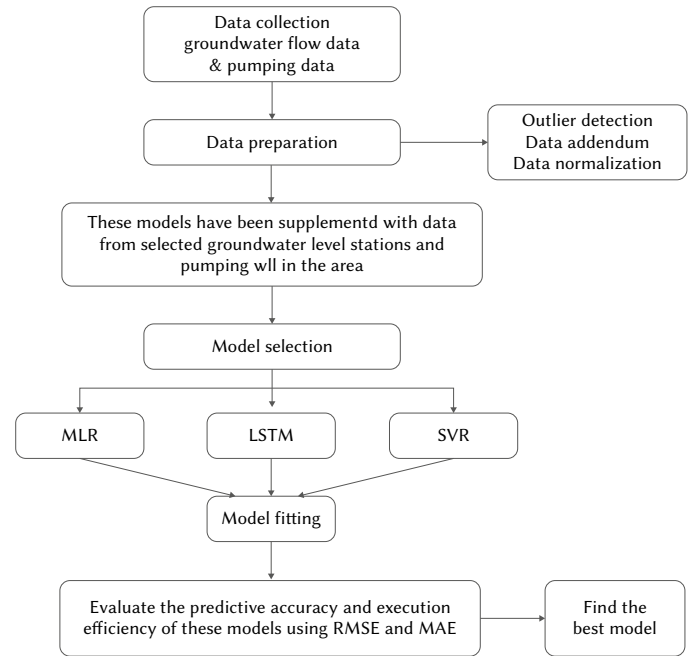 Data collection
groundwater flow data
& pumping data
Data preparation
Outlier detection
Data addendum
Data normalization
These models have been supplementd with data
from selected groundwater level stations and
pumping wll in the area
Model selection
MLR
LSTM
SVR
Model fitting
Evaluate the predictive accuracy and execution
efficiency of these models using RMSE and MAE
Find the
best model